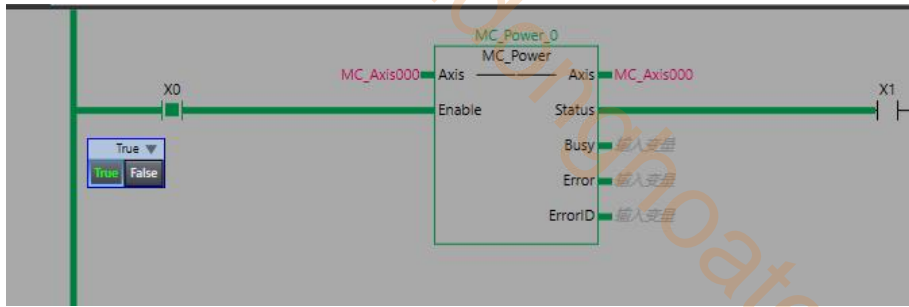 MC_Power_0
MC_Power
MC_Axis000 Axis Axis MC_Axis000
X0 X1
Enable Status
True
True False
Busy 输入变量
Error 输入变量
ErrorID 输入变量